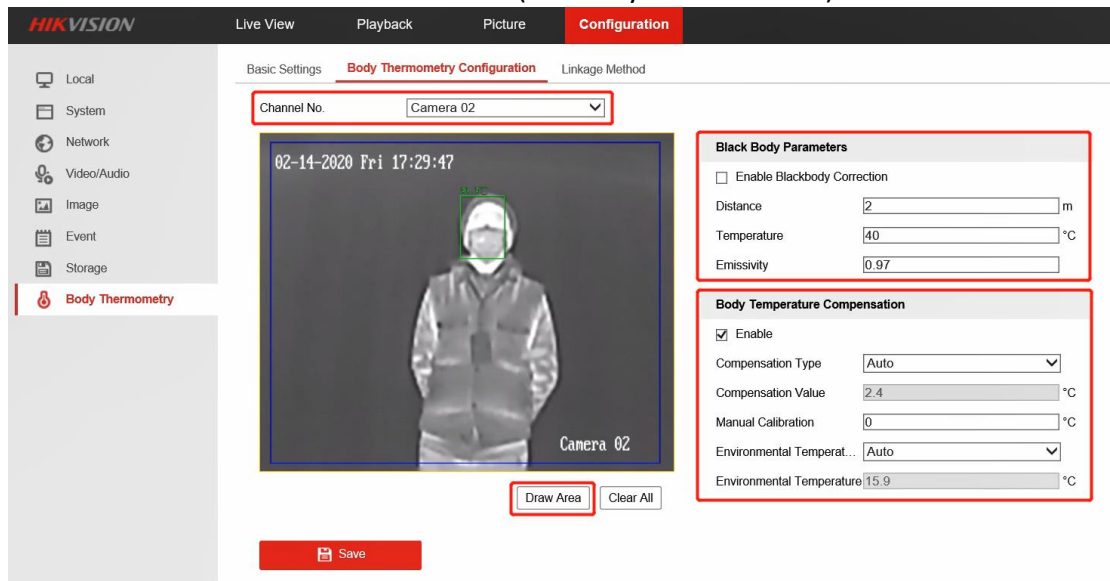 HIKVISION Live View Playback Picture Configuration
Local
System
Network
Video/Audio
Image
Event
Storage
Body Thermometry
Basic Settings Body Thermometry Configuration Linkage Method
Channel No. Camera 02
02-14-2020 Fri 17:29:47
Camera 02
Draw Area Clear All
Save
Black Body Parameters
Enable Blackbody Correction
Distance 2 m
Temperature 40 °C
Emissivity 0.97
Body Temperature Compensation
Enable
Compensation Type Auto
Compensation Value 2.4 °C
Manual Calibration 0 °C
Environmental Temperat... Auto
Environmental Temperature 15.9 °C